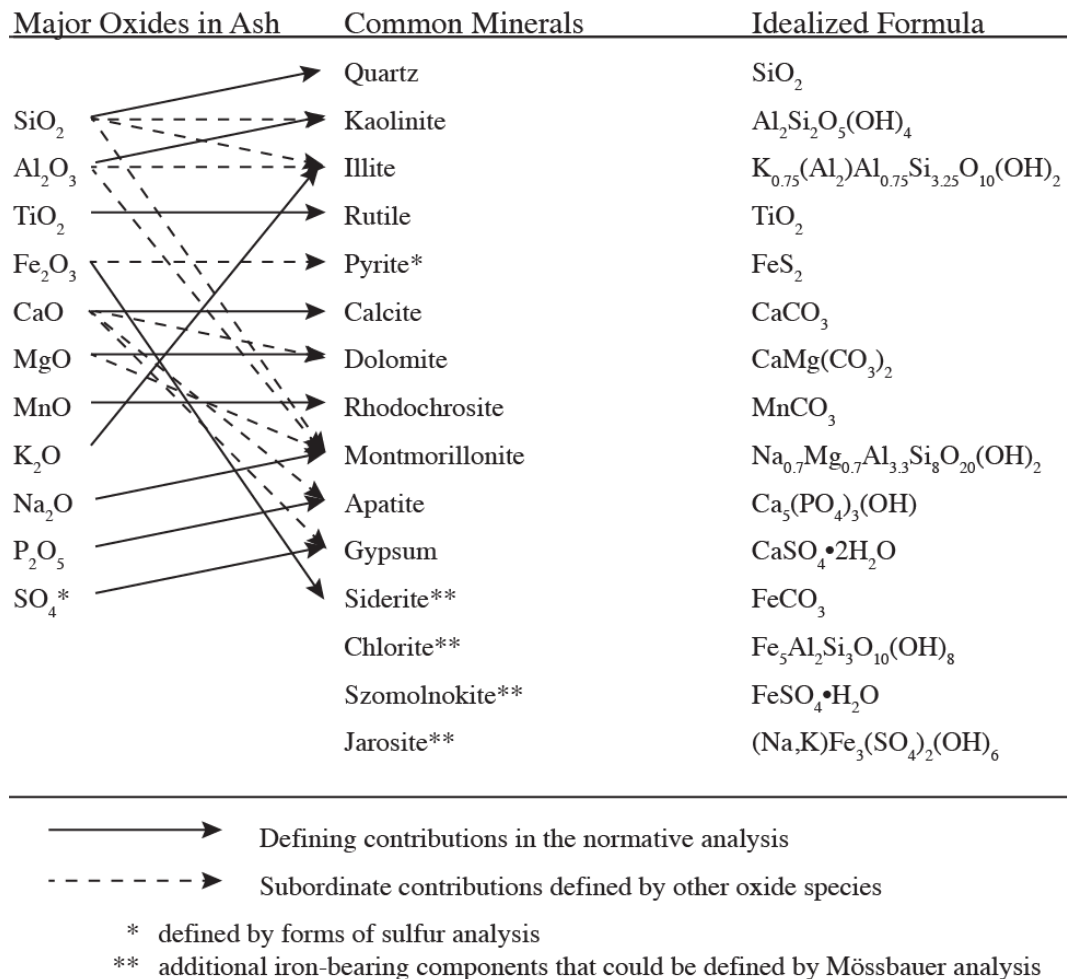 Major Oxides in Ash Common Minerals Idealized Formula
Quartz SiO₂
SiO₂ Kaolinite Al₂Si₂O₅(OH)₄
Al₂O₃ Illite K₀.₇₅(Al₂)Al₀.₇₅Si₃.₂₅O₁₀(OH)₂
TiO₂ Rutile TiO₂
Fe₂O₃ Pyrite* FeS₂
CaO Calcite CaCO₃
MgO Dolomite CaMg(CO₃)₂
MnO Rhodochrosite MnCO₃
K₂O Montmorillonite Na₀.₇Mg₀.₇Al₃.₃Si₈O₂₀(OH)₂
Na₂O Apatite Ca₅(PO₄)₃(OH)
P₂O₅ Gypsum CaSO₄•2H₂O
SO₄* Siderite** FeCO₃
Chlorite** Fe₅Al₂Si₃O₁₀(OH)₈
Szomolnokite** FeSO₄•H₂O
Jarosite** (Na,K)Fe₃(SO₄)₂(OH)₆
Defining contributions in the normative analysis
Subordinate contributions defined by other oxide species
* defined by forms of sulfur analysis
** additional iron-bearing components that could be defined by Mössbauer analysis